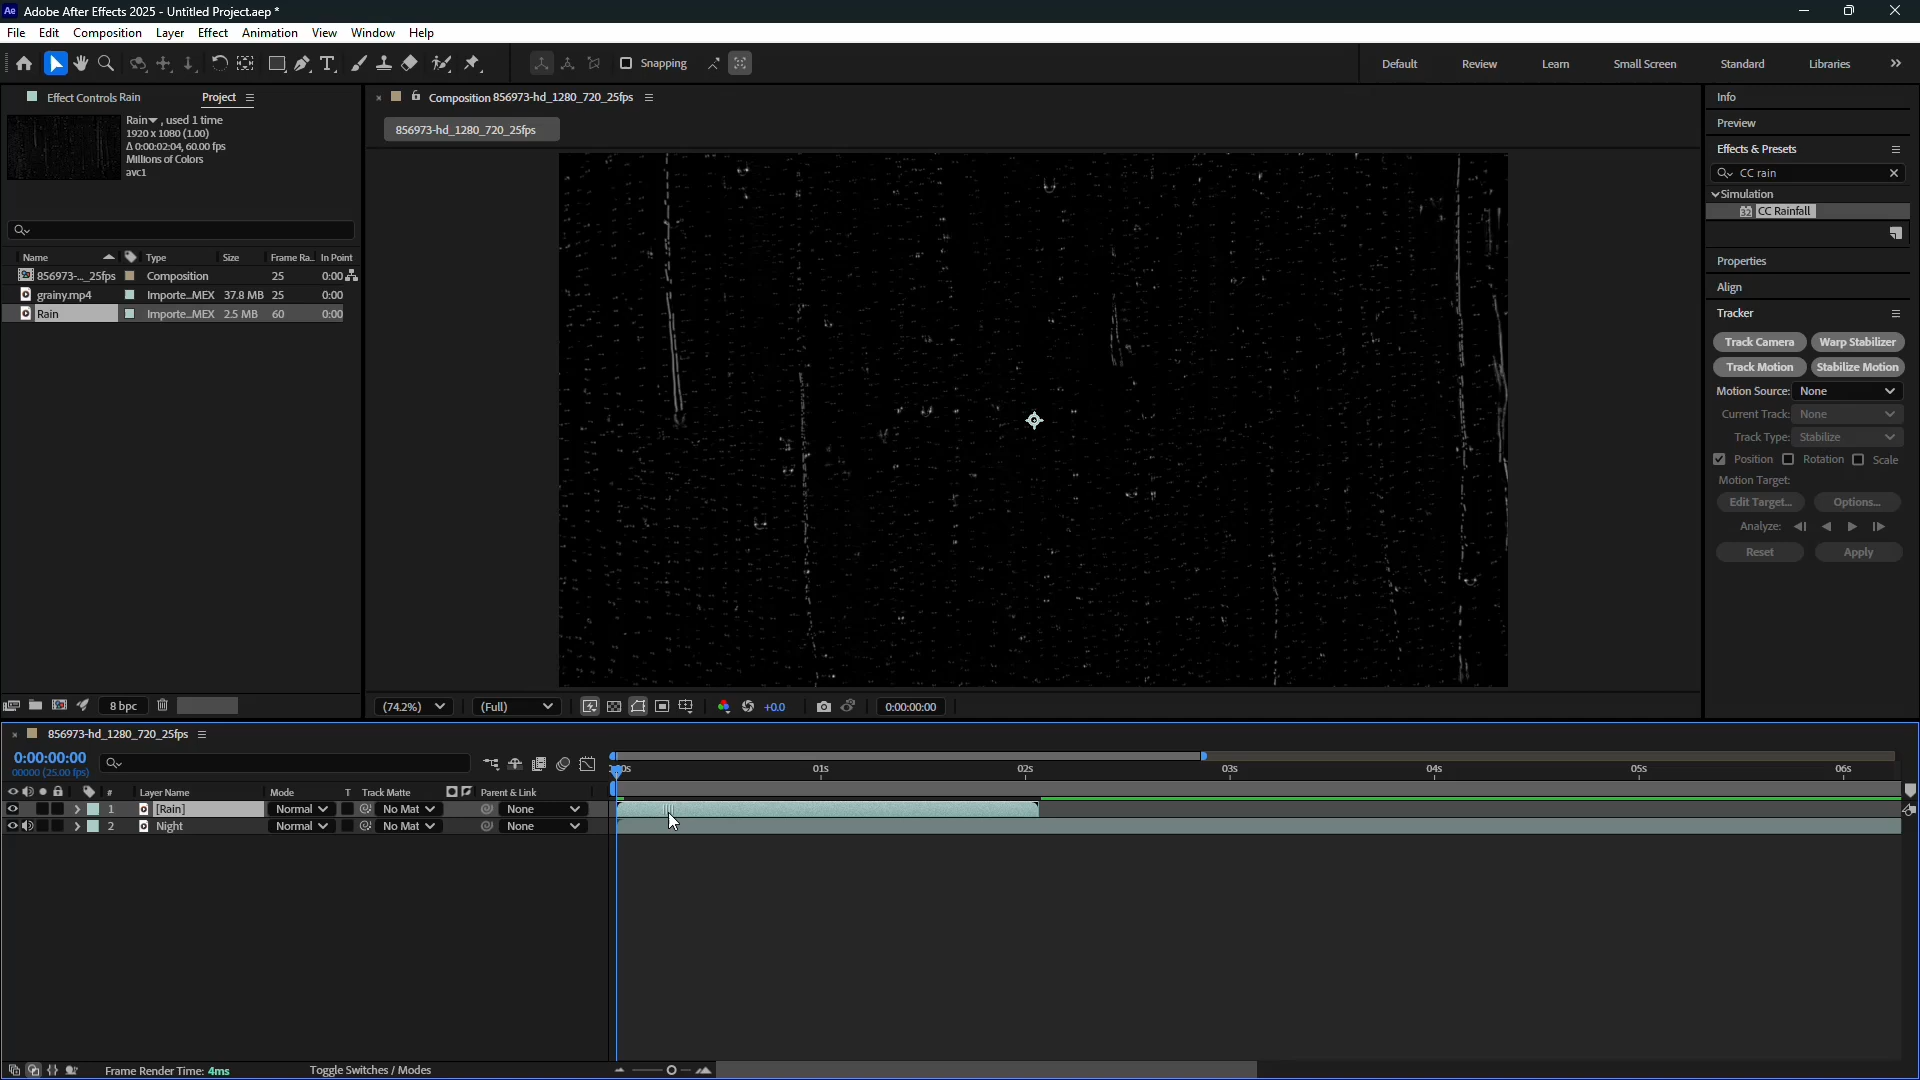 Ae Adobe After Effects 2025 - Untitled Project.aep *
File Edit Composition Layer Effect Animation View Window Help
Snapping Default Review Learn Small Screen Standard Libraries
Effect Controls Rain Project
Rain, used 1 time
1920 x 1080 (1.00)
Δ 0:00:02:04, 60.00 fps
Millions of Colors
avc1
Name Type Size Frame Ra... In Point
856973-..._25fps Composition 25 0:00
grainy.mp4 Importe...MEX 37.8 MB 25 0:00
Rain Importe...MEX 2.5 MB 60 0:00
8 bpc
Composition 856973-hd_1280_720_25fps
856973-hd_1280_720_25fps
(74.2%) (Full) +0.0 0:00:00:00
Info
Preview
Effects & Presets
CC rain
Simulation
32 CC Rainfall
Properties
Align
Tracker
Track Camera Warp Stabilizer
Track Motion Stabilize Motion
Motion Source: None
Current Track: None
Track Type: Stabilize
Position Rotation Scale
Motion Target:
Edit Target... Options...
Analyze:
Reset Apply
856973-hd_1280_720_25fps
0:00:00:00
00000 (25.00 fps)
01s 02s 03s 04s 05s 06s
# Layer Name Mode T Track Matte Parent & Link
1 [Rain] Normal No Mat None
2 Night Normal No Mat None
Frame Render Time: 4ms Toggle Switches / Modes